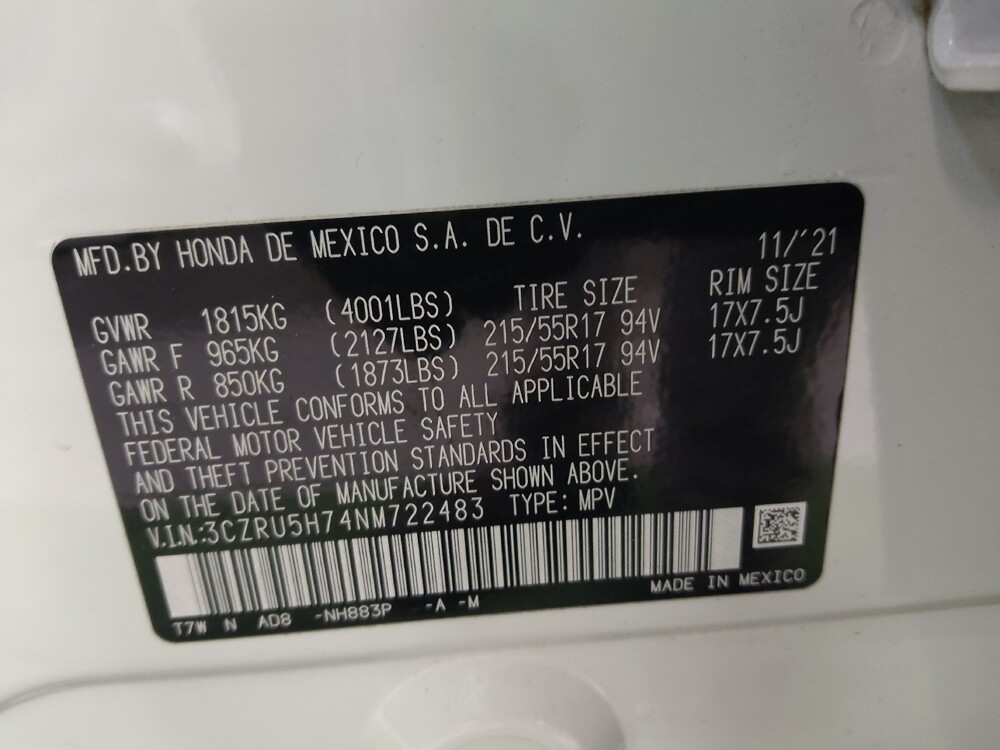 MFD.BY HONDA DE MEXICO S.A. DE C.V. 11/'21
TIRE SIZE RIM SIZE
GVWR 1815KG (4001LBS)
GAWR F 965KG (2127LBS) 215/55R17 94V 17X7.5J
GAWR R 850KG (1873LBS) 215/55R17 94V 17X7.5J
THIS VEHICLE CONFORMS TO ALL APPLICABLE
FEDERAL MOTOR VEHICLE SAFETY
AND THEFT PREVENTION STANDARDS IN EFFECT
ON THE DATE OF MANUFACTURE SHOWN ABOVE.
V.I.N.:3CZRU5H74NM722483 TYPE: MPV
MADE IN MEXICO
T7W N AD8 -NH883P -A -M